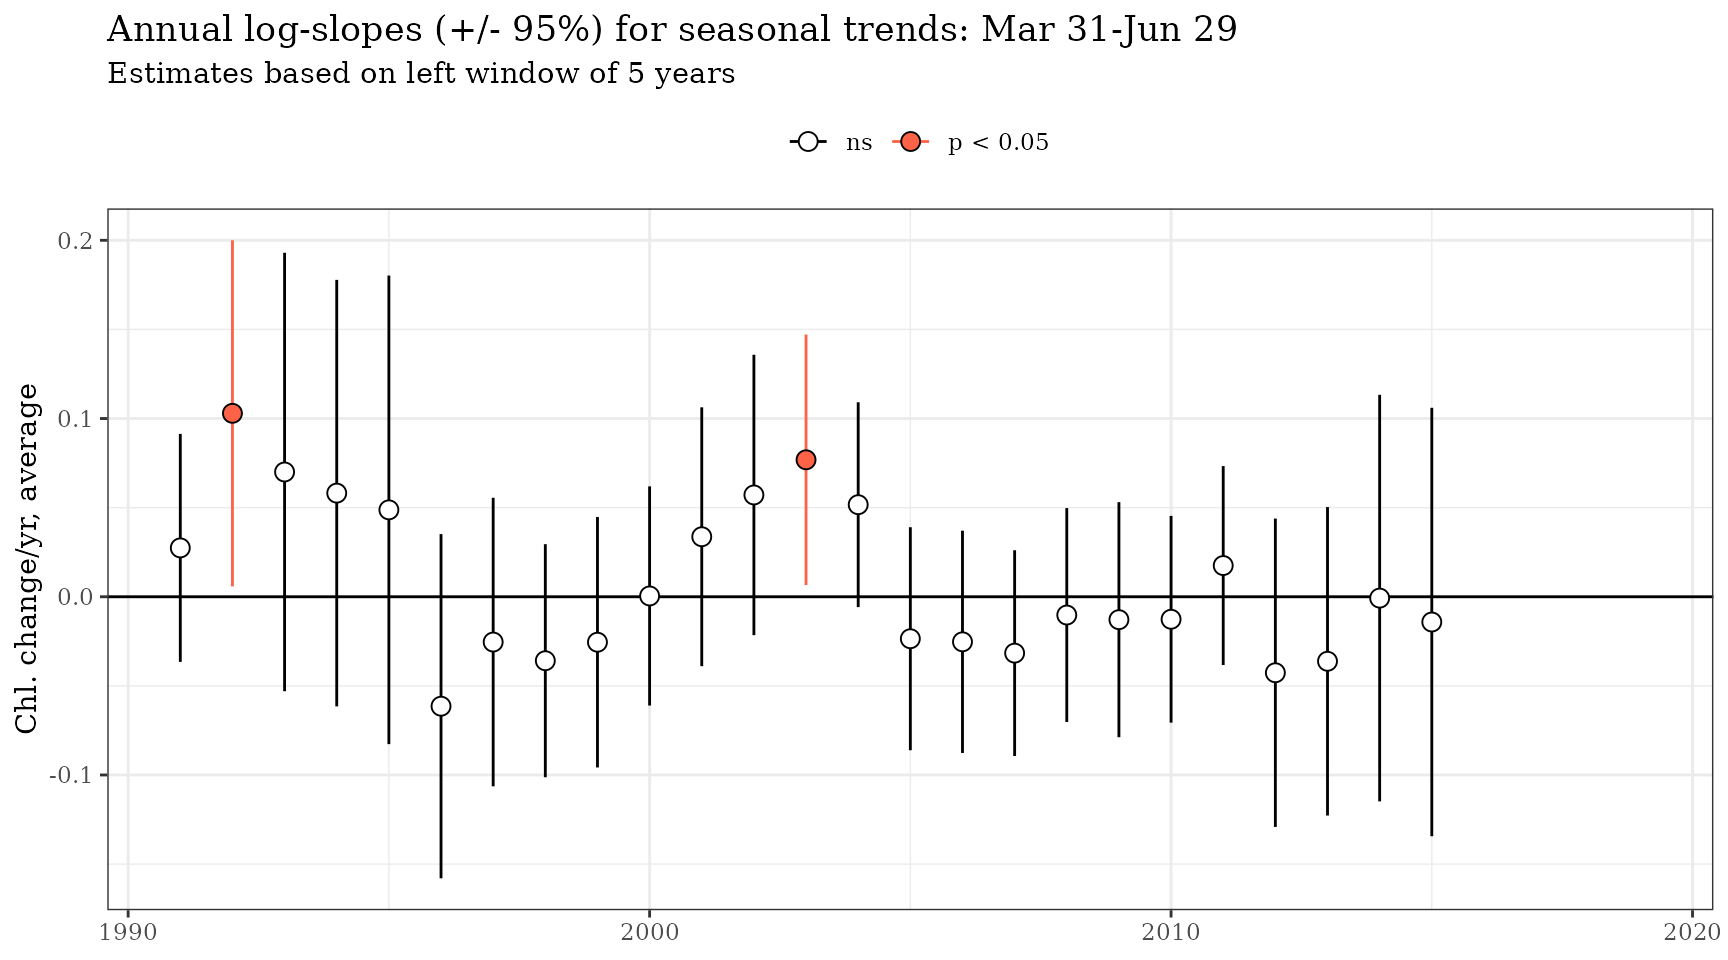 Annual log-slopes (+/- 95%) for seasonal trends: Mar 31-Jun 29
Estimates based on left window of 5 years
ns
p < 0.05
Chl. change/yr, average
0.2
0.1
0.0
-0.1
1990
2000
2010
2020